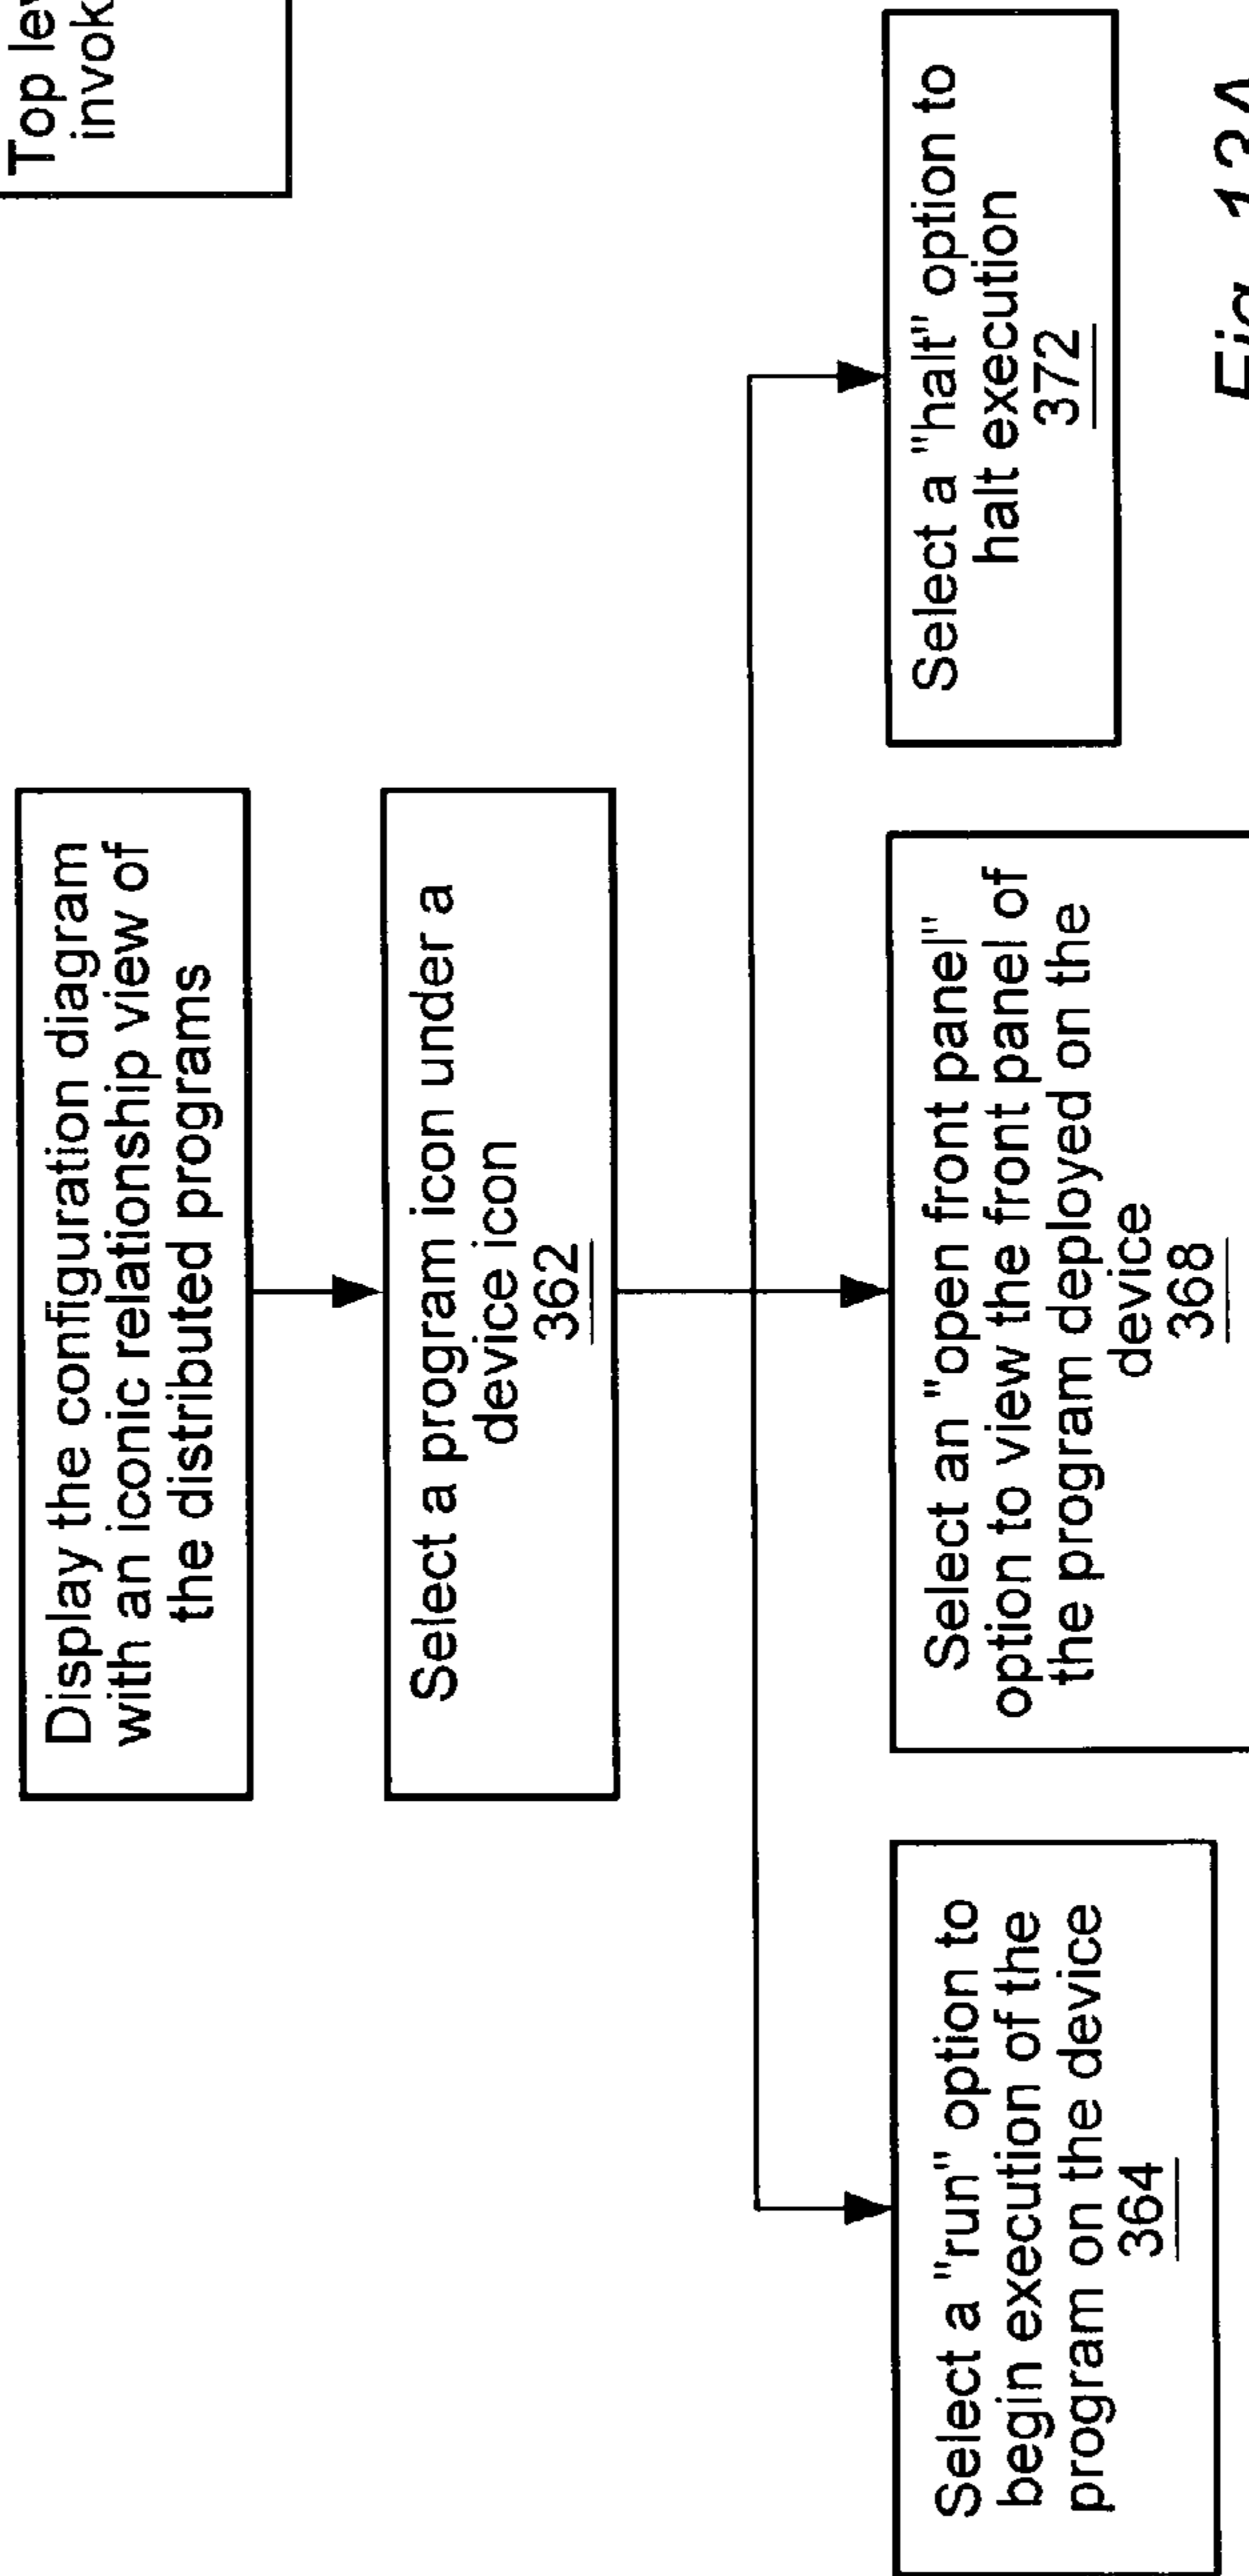 Top
invok
Display the configuration diagram
with an iconic relationship view of
the distributed programs
Select a program icon under a
device icon
362
Select a "run" option to
begin execution of the
program on the device
364
Select an "open front panel"
option to view the front panel of
the program deployed on the
device
368
Select a "halt" option to
halt execution
372
Fig. 13A